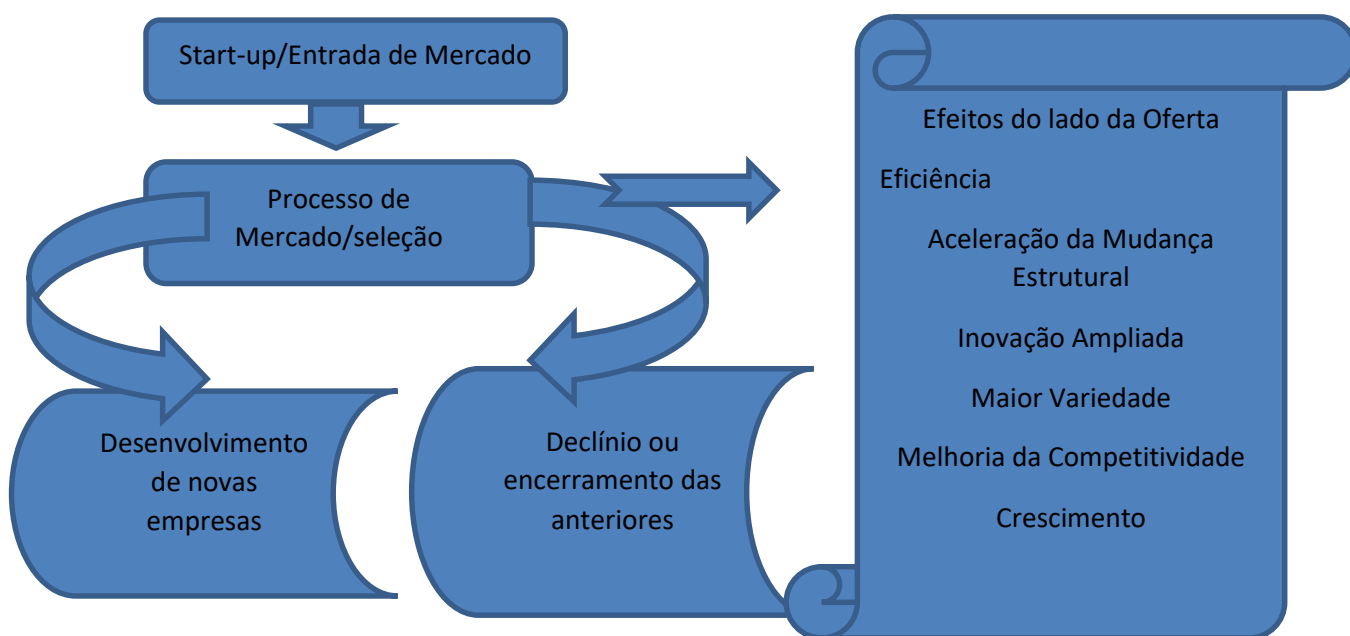 Start-up/Entrada de Mercado
Processo de
Mercado/seleção
Desenvolvimento
de novas
empresas
Declínio ou
encerramento das
anteriores
Efeitos do lado da Oferta
Eficiência
Aceleração da Mudança
Estrutural
Inovação Ampliada
Maior Variedade
Melhoria da Competitividade
Crescimento